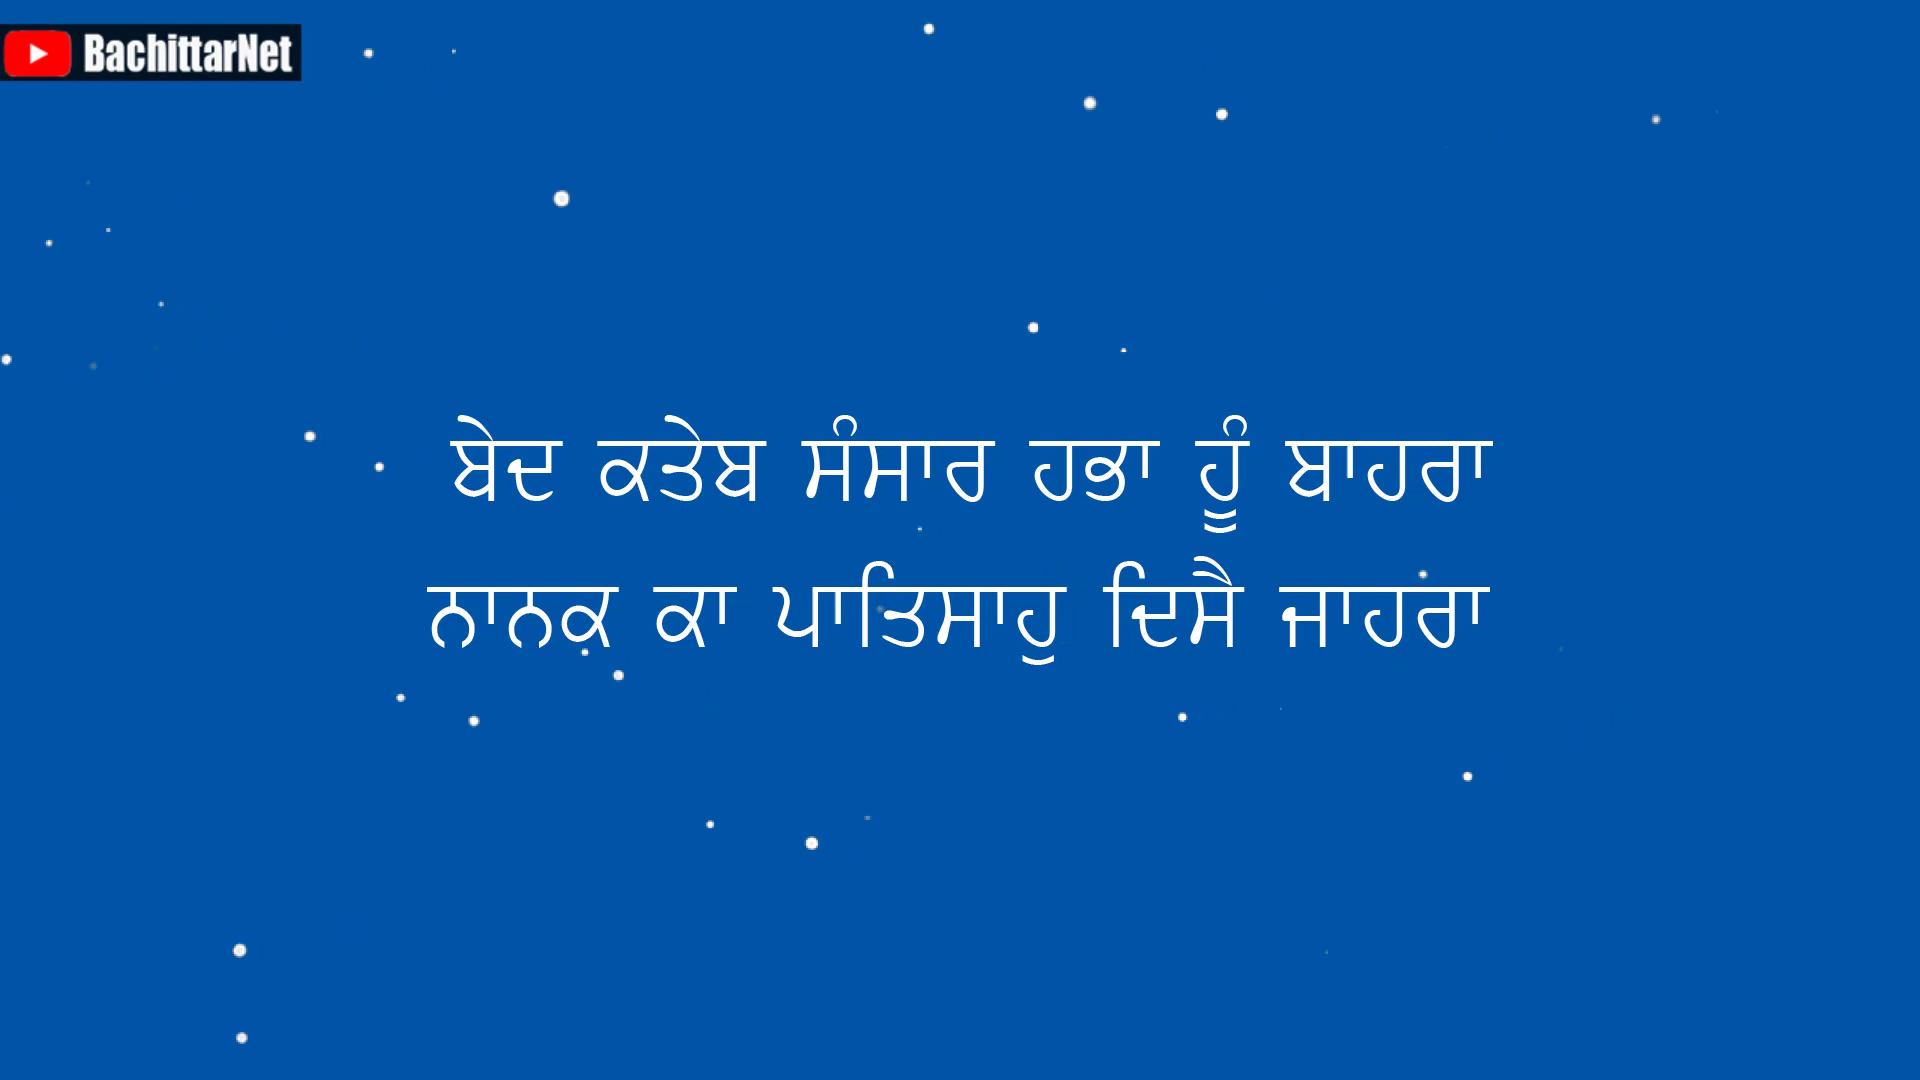 BachittarNet
ਬੇਦ ਕਤੇਬ ਸੰਸਾਰ ਹਭਾ ਹੂੰ ਬਾਹਰਾ
ਨਾਨਕ ਕਾ ਪਾਤਿਸਾਹੁ ਦਿਸੈ ਜਾਹਰਾ